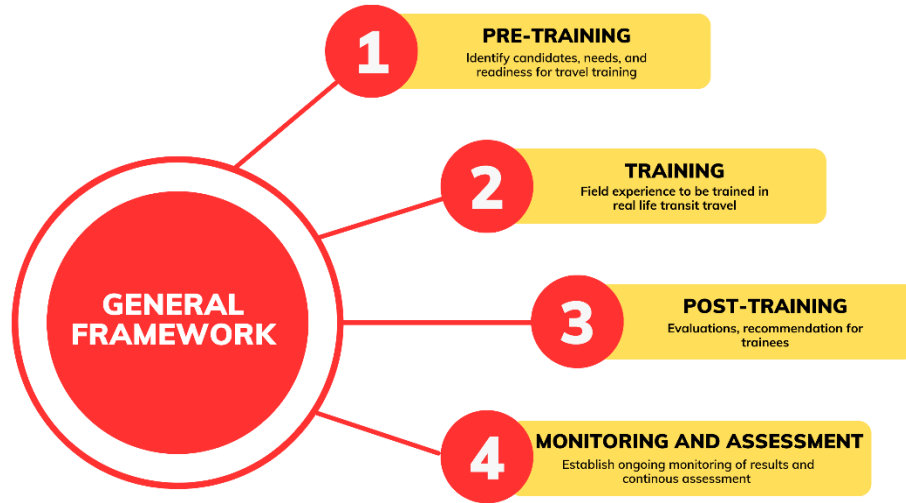 GENERAL
FRAMEWORK
1
PRE-TRAINING
Identify candidates, needs, and
readiness for travel training
2
TRAINING
Field experience to be trained in
real life transit travel
3
POST-TRAINING
Evaluations, recommendation for
trainees
4
MONITORING AND ASSESSMENT
Establish ongoing monitoring of results and
continous assessment